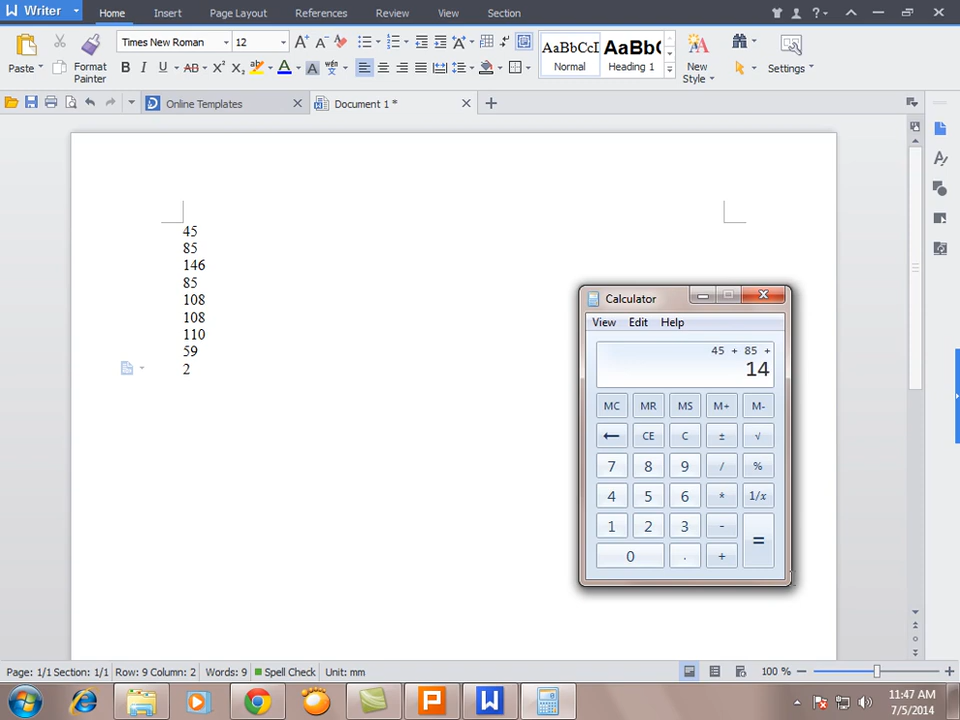 Writer
Home Insert Page Layout References Review View Section
Times New Roman 12
Paste Format Painter
B I U AB X² X₂
AaBbCcD AaBb(
Normal Heading 1 New Style Settings
Online Templates Document 1 *
45
85
146
85
108
108
110
59
2
Calculator
View Edit Help
45 + 85 +
14
MC MR MS M+ M-
← CE C ± √
7 8 9 / %
4 5 6 * 1/x
1 2 3 - =
0 . +
Page: 1/1 Section: 1/1 Row: 9 Column: 2 Words: 9 Spell Check Unit: mm 100 %
11:47 AM
7/5/2014